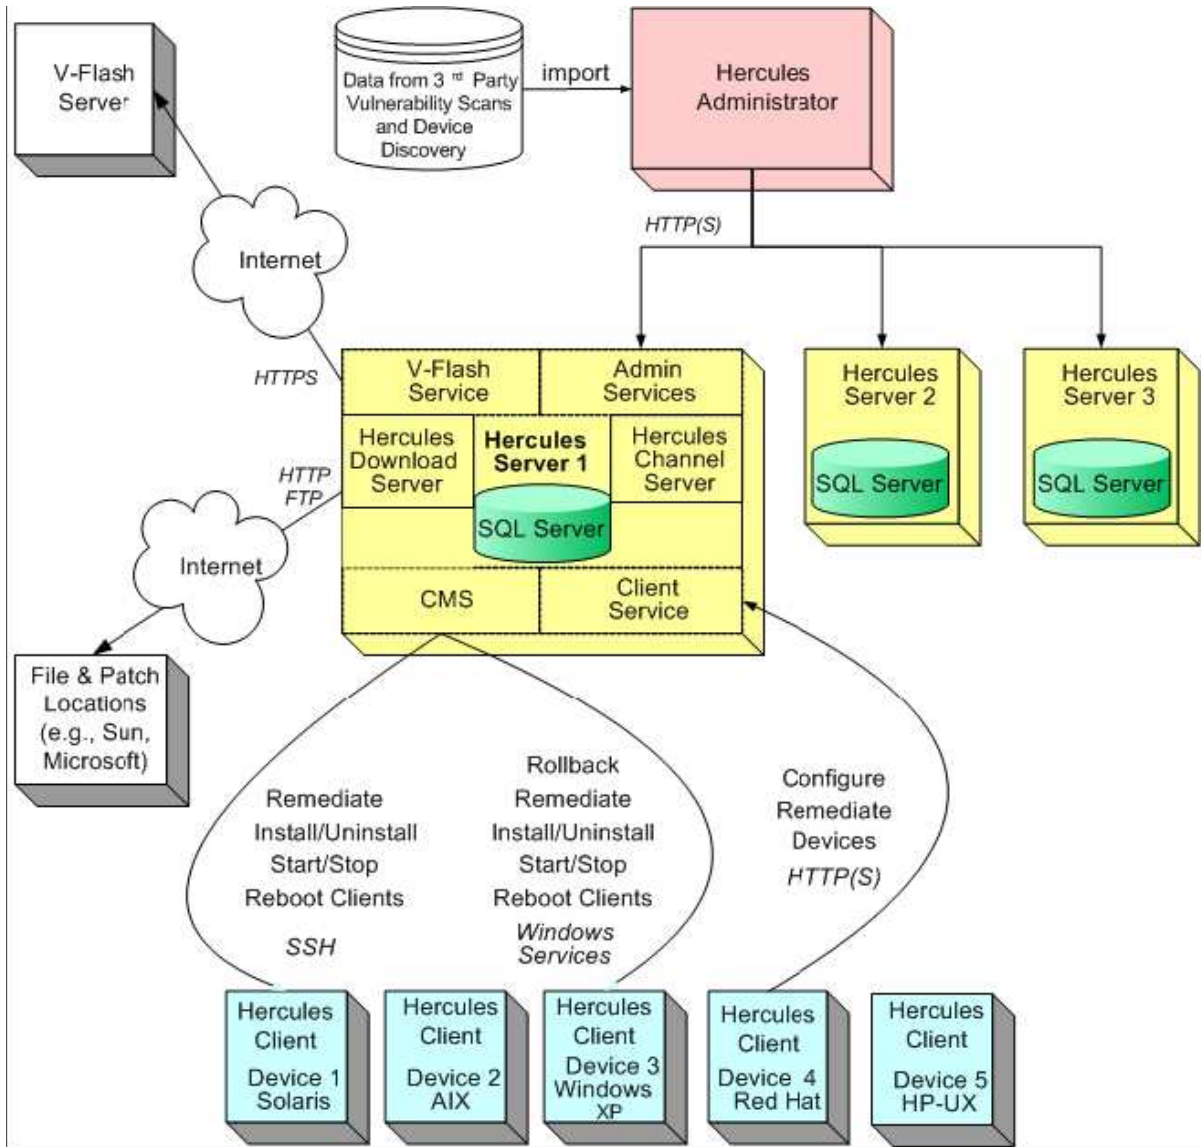 V-Flash
Server
Data from 3 rd Party
Vulnerability Scans
and Device
Discovery
import
Hercules
Administrator
HTTP(S)
Internet
HTTPS
V-Flash
Service
Admin
Services
Hercules
Download
Server
Hercules
Server 1
SQL Server
Hercules
Channel
Server
CMS
Client
Service
Hercules
Server 2
SQL Server
Hercules
Server 3
SQL Server
HTTP
FTP
Internet
File & Patch
Locations
(e.g., Sun,
Microsoft)
Remediate
Install/Uninstall
Start/Stop
Reboot Clients
SSH
Rollback
Remediate
Install/Uninstall
Start/Stop
Reboot Clients
Windows
Services
Configure
Remediate
Devices
HTTP(S)
Hercules
Client
Device 1
Solaris
Hercules
Client
Device 2
AIX
Hercules
Client
Device 3
Windows
XP
Hercules
Client
Device 4
Red Hat
Hercules
Client
Device 5
HP-UX